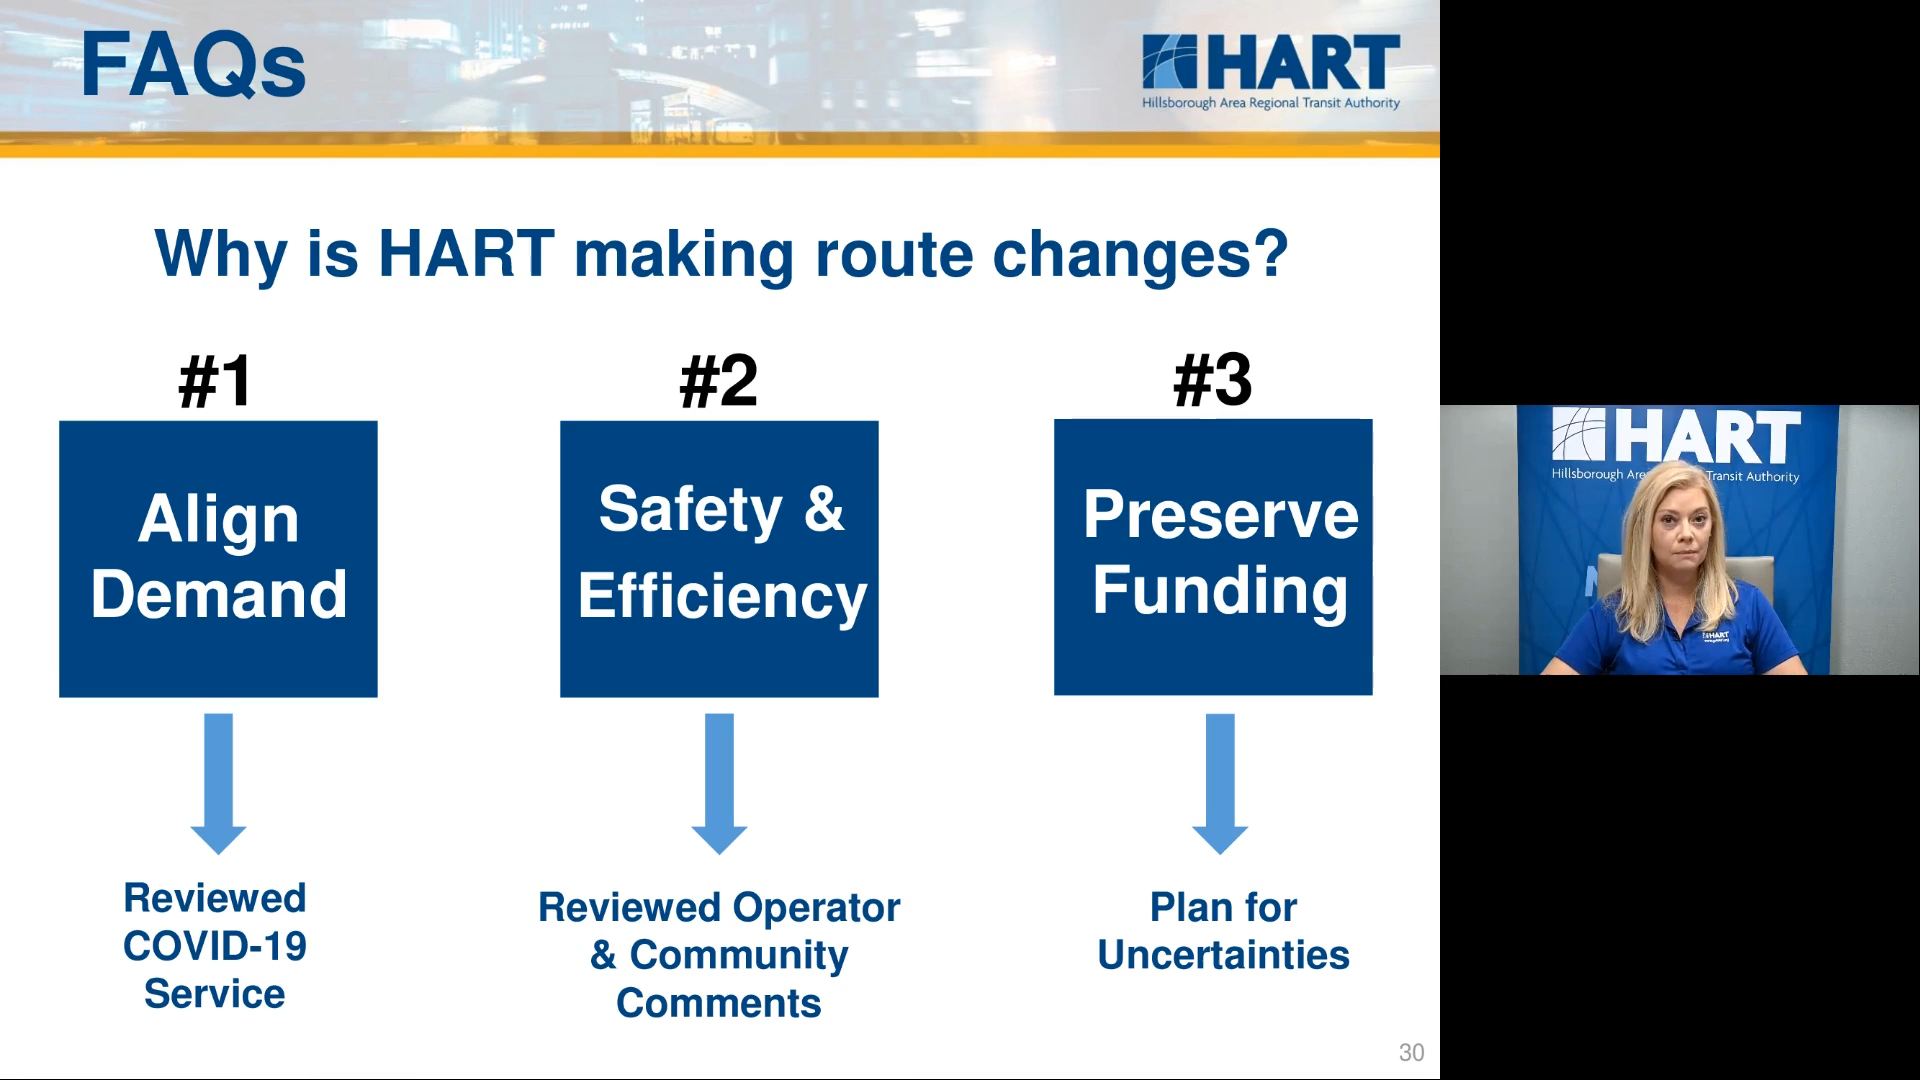 FAQs
HART
Hillsborough Area Regional Transit Authority
Why is HART making route changes?
#1
#2
#3
Align
Demand
Safety &
Efficiency
Preserve
Funding
Reviewed
COVID-19
Service
Reviewed Operator
& Community
Comments
Plan for
Uncertainties
30
HART
Hillsborough Transit Authority
HART